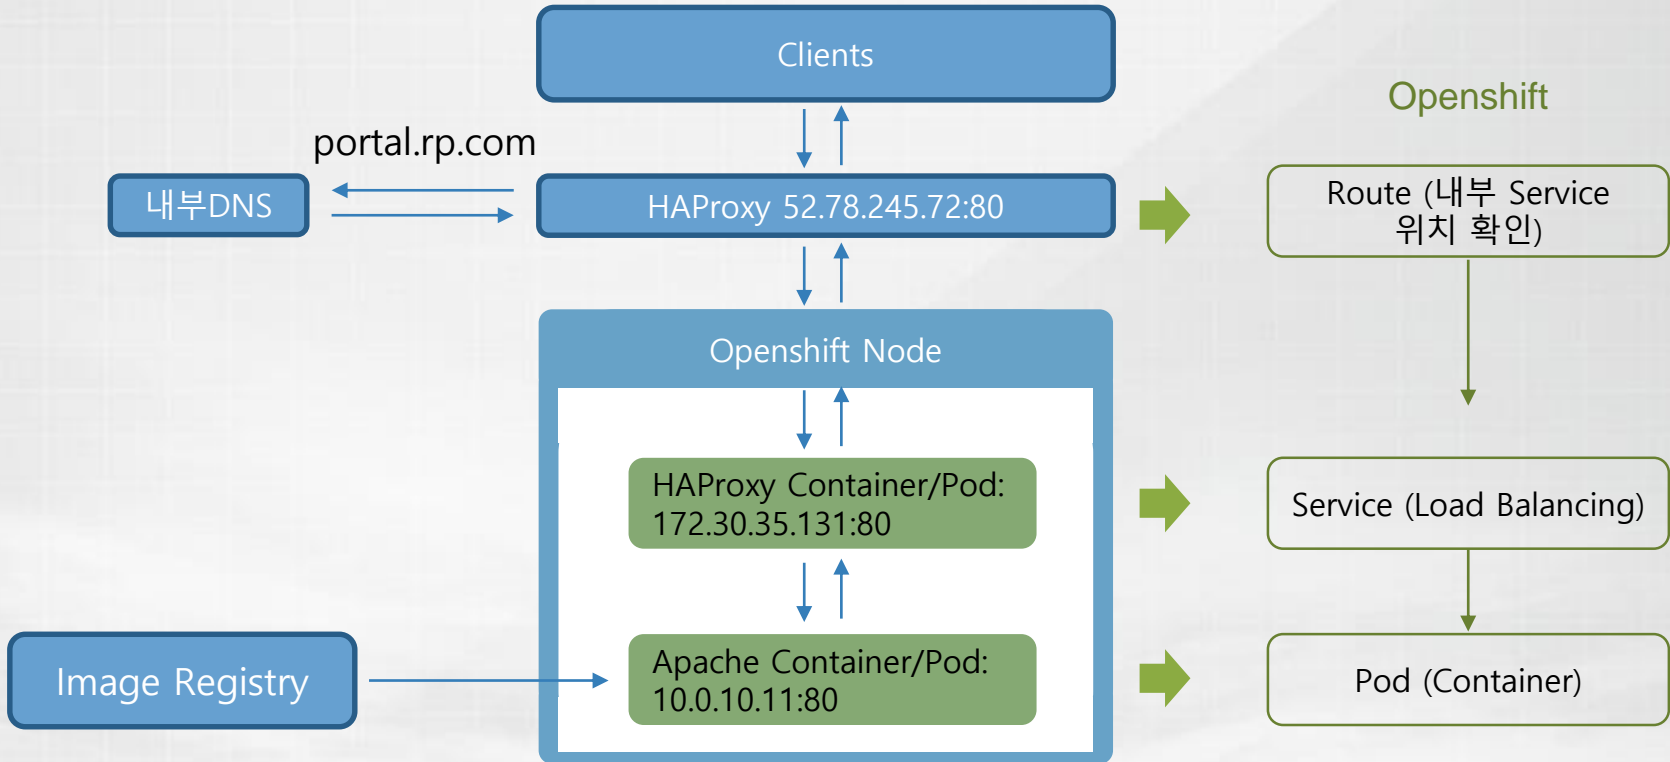 Clients
Openshift
portal.rp.com
내부DNS
HAProxy 52.78.245.72:80
Route (내부 Service
위치 확인)
Openshift Node
HAProxy Container/Pod:
172.30.35.131:80
Service (Load Balancing)
Image Registry
Apache Container/Pod:
10.0.10.11:80
Pod (Container)